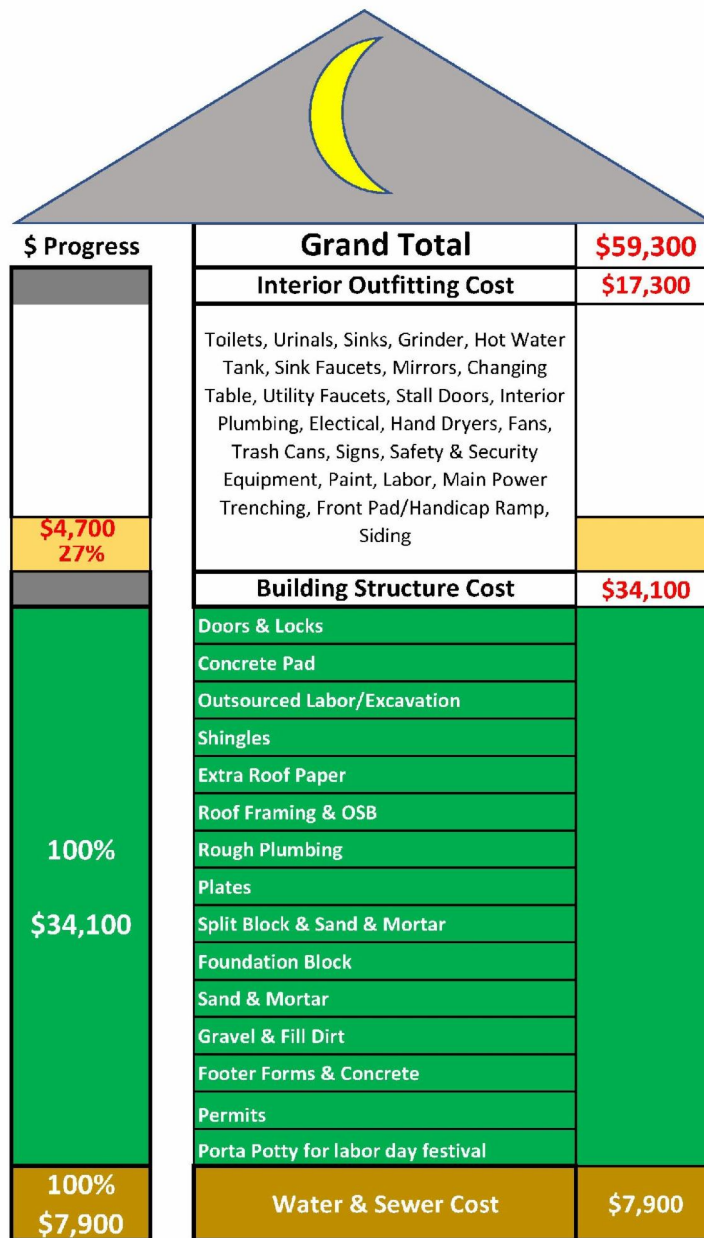 $ Progress
Grand Total
$59,300
Interior Outfitting Cost
$17,300
Toilets, Urinals, Sinks, Grinder, Hot Water
Tank, Sink Faucets, Mirrors, Changing
Table, Utility Faucets, Stall Doors, Interior
Plumbing, Electical, Hand Dryers, Fans,
Trash Cans, Signs, Safety & Security
Equipment, Paint, Labor, Main Power
Trenching, Front Pad/Handicap Ramp,
Siding
$4,700
27%
Building Structure Cost
$34,100
Doors & Locks
Concrete Pad
Outsourced Labor/Excavation
Shingles
Extra Roof Paper
Roof Framing & OSB
Rough Plumbing
Plates
Split Block & Sand & Mortar
Foundation Block
Sand & Mortar
Gravel & Fill Dirt
Footer Forms & Concrete
Permits
Porta Potty for labor day festival
100%
$34,100
100%
$7,900
Water & Sewer Cost
$7,900